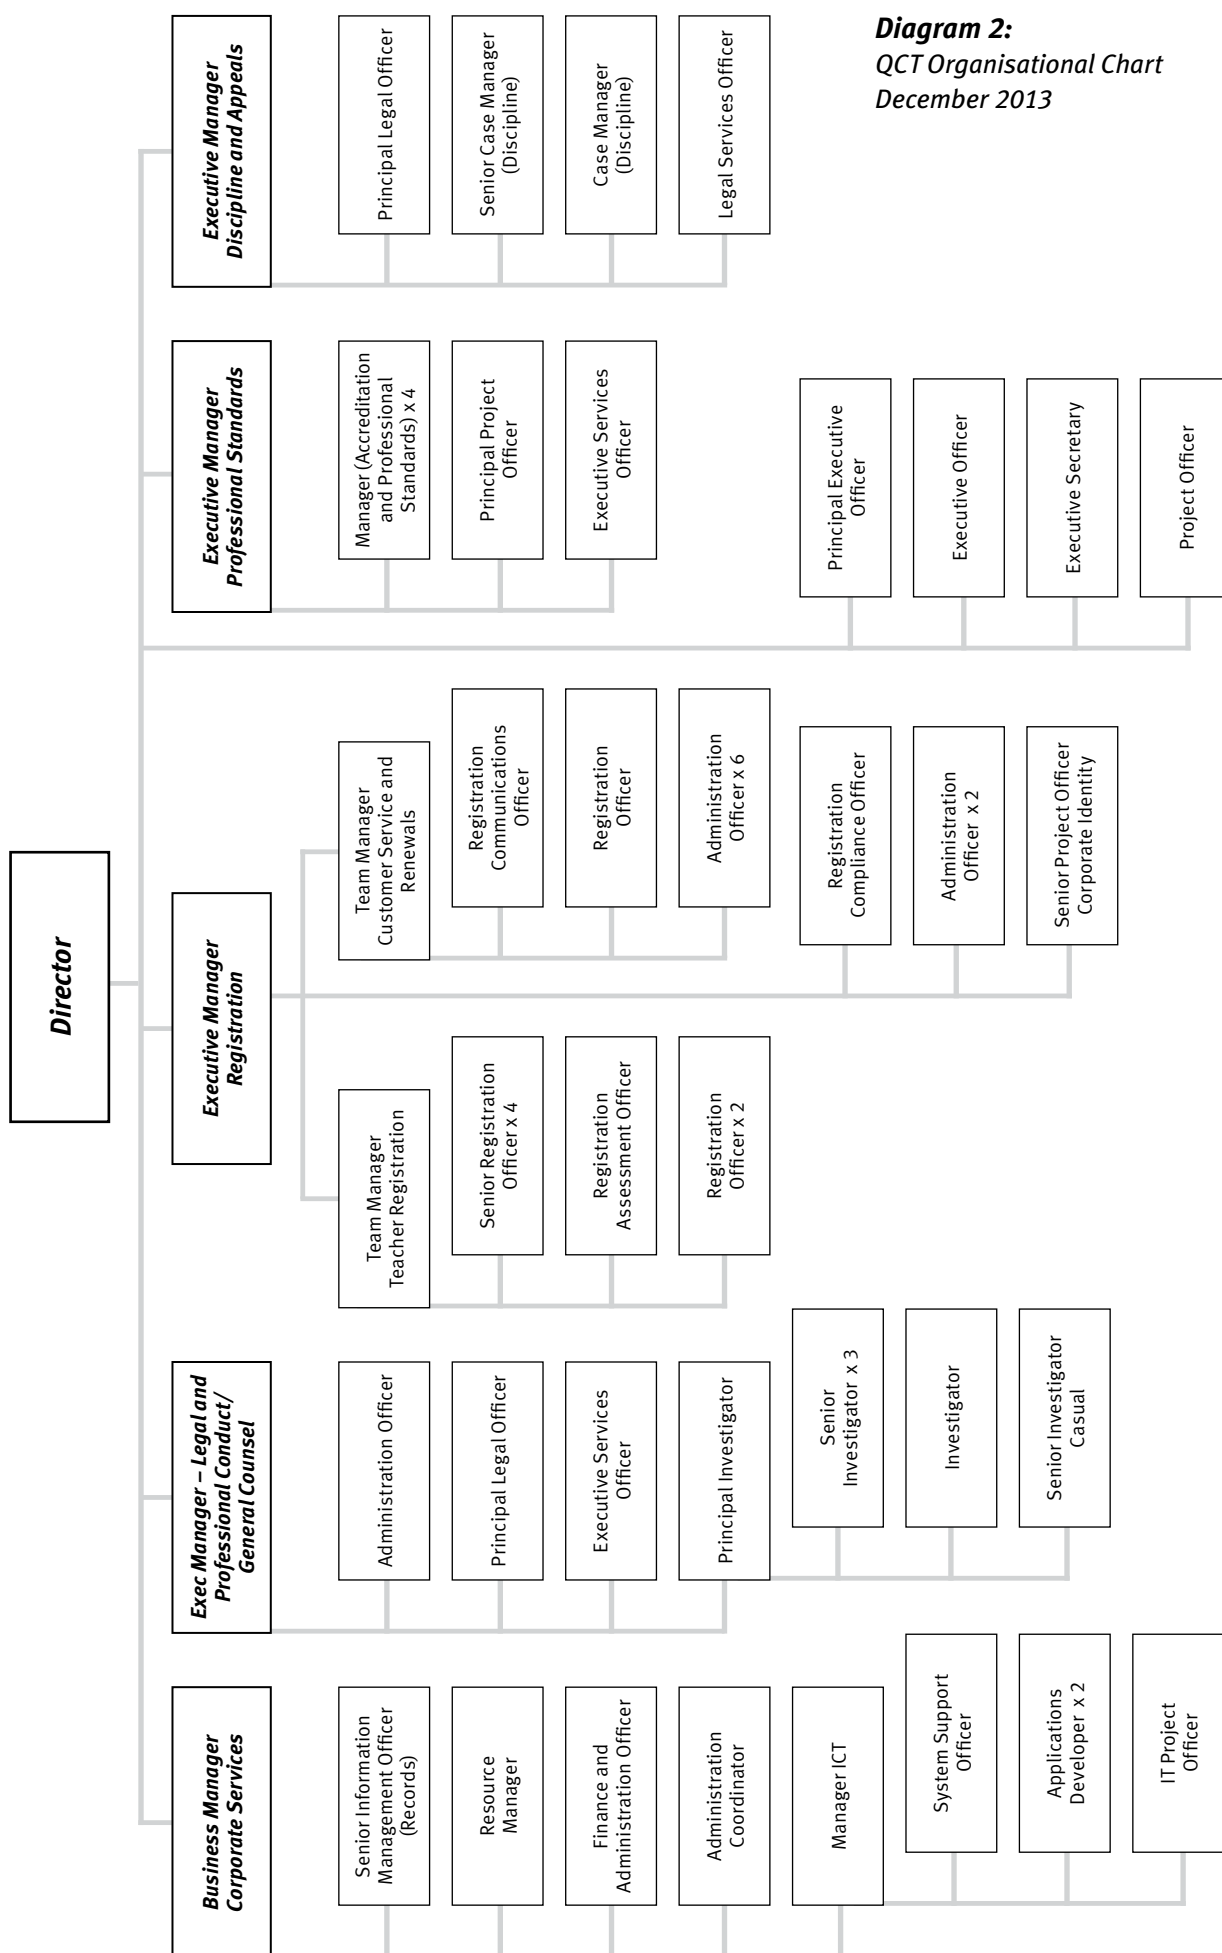 Diagram 2:
QCT Organisational Chart
December 2013
Director
Business Manager
Corporate Services
Senior Information
Management Officer
(Records)
Resource
Manager
Finance and
Administration Officer
Administration
Coordinator
Manager ICT
System Support
Officer
Applications
Developer x 2
IT Project
Officer
Exec Manager – Legal and
Professional Conduct/
General Counsel
Administration Officer
Principal Legal Officer
Executive Services
Officer
Principal Investigator
Senior
Investigator x 3
Investigator
Senior Investigator
Casual
Executive Manager
Registration
Team Manager
Teacher Registration
Senior Registration
Officer x 4
Registration
Assessment Officer
Registration
Officer x 2
Team Manager
Customer Service and
Renewals
Registration
Communications
Officer
Registration
Officer
Administration
Officer x 6
Registration
Compliance Officer
Administration
Officer x 2
Senior Project Officer
Corporate Identity
Executive Manager
Professional Standards
Manager (Accreditation
and Professional
Standards) x 4
Principal Project
Officer
Executive Services
Officer
Principal Executive
Officer
Executive Officer
Executive Secretary
Project Officer
Executive Manager
Discipline and Appeals
Principal Legal Officer
Senior Case Manager
(Discipline)
Case Manager
(Discipline)
Legal Services Officer